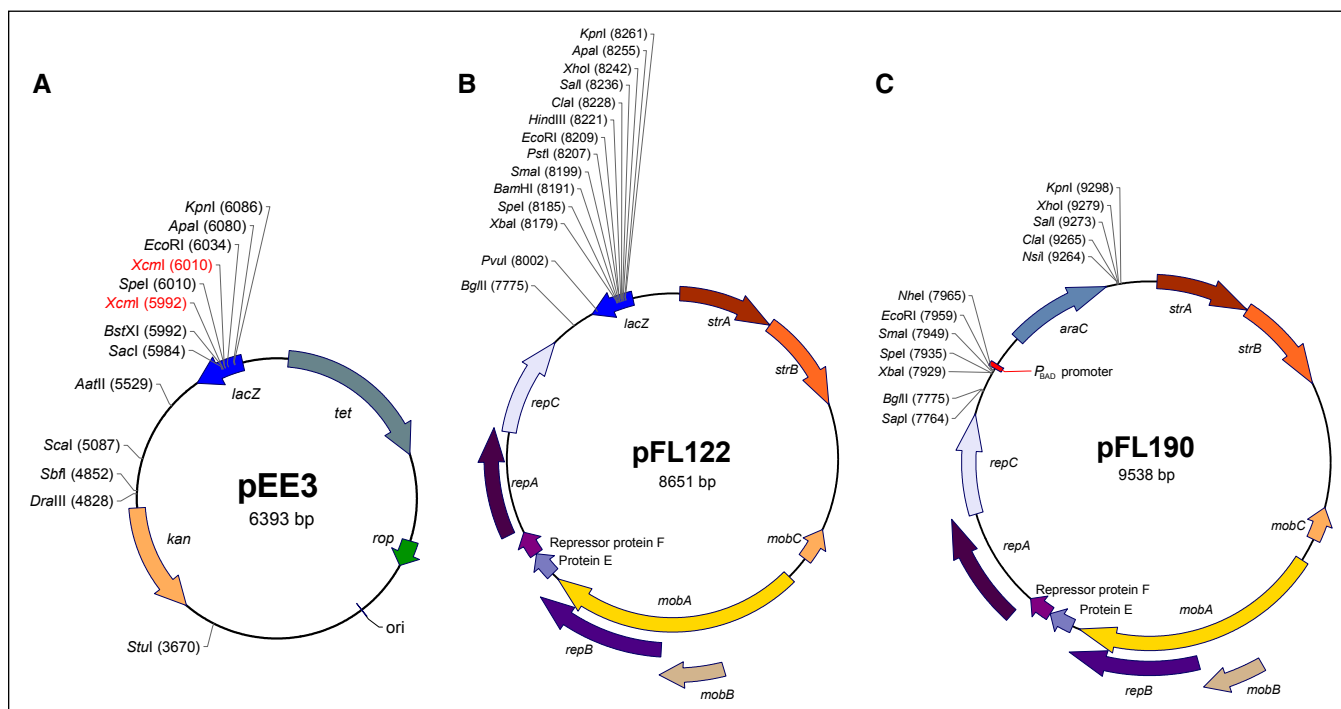 A
KpnI (6086)
ApaI (6080)
EcoRI (6034)
XcmI (6010)
SpeI (6010)
XcmI (5992)
BstXI (5992)
SacI (5984)
AatII (5529)
ScaI (5087)
SbfI (4852)
DraIII (4828)
StuI (3670)
lacZ
tet
rop
ori
kan
pEE3
6393 bp
B
KpnI (8261)
ApaI (8255)
XhoI (8242)
SalI (8236)
ClaI (8228)
HindIII (8221)
EcoRI (8209)
PstI (8207)
SmaI (8199)
BamHI (8191)
SpeI (8185)
XbaI (8179)
PvuI (8002)
BglII (7775)
lacZ
strA
strB
repC
repA
pFL122
8651 bp
Repressor protein F
Protein E
mobC
mobA
repB
mobB
C
KpnI (9298)
XhoI (9279)
SalI (9273)
ClaI (9265)
NsiI (9264)
NheI (7965)
EcoRI (7959)
SmaI (7949)
SpeI (7935)
XbaI (7929)
BglII (7775)
SapI (7764)
araC
PBAD promoter
strA
strB
repC
repA
pFL190
9538 bp
Repressor protein F
Protein E
mobC
mobA
repB
mobB